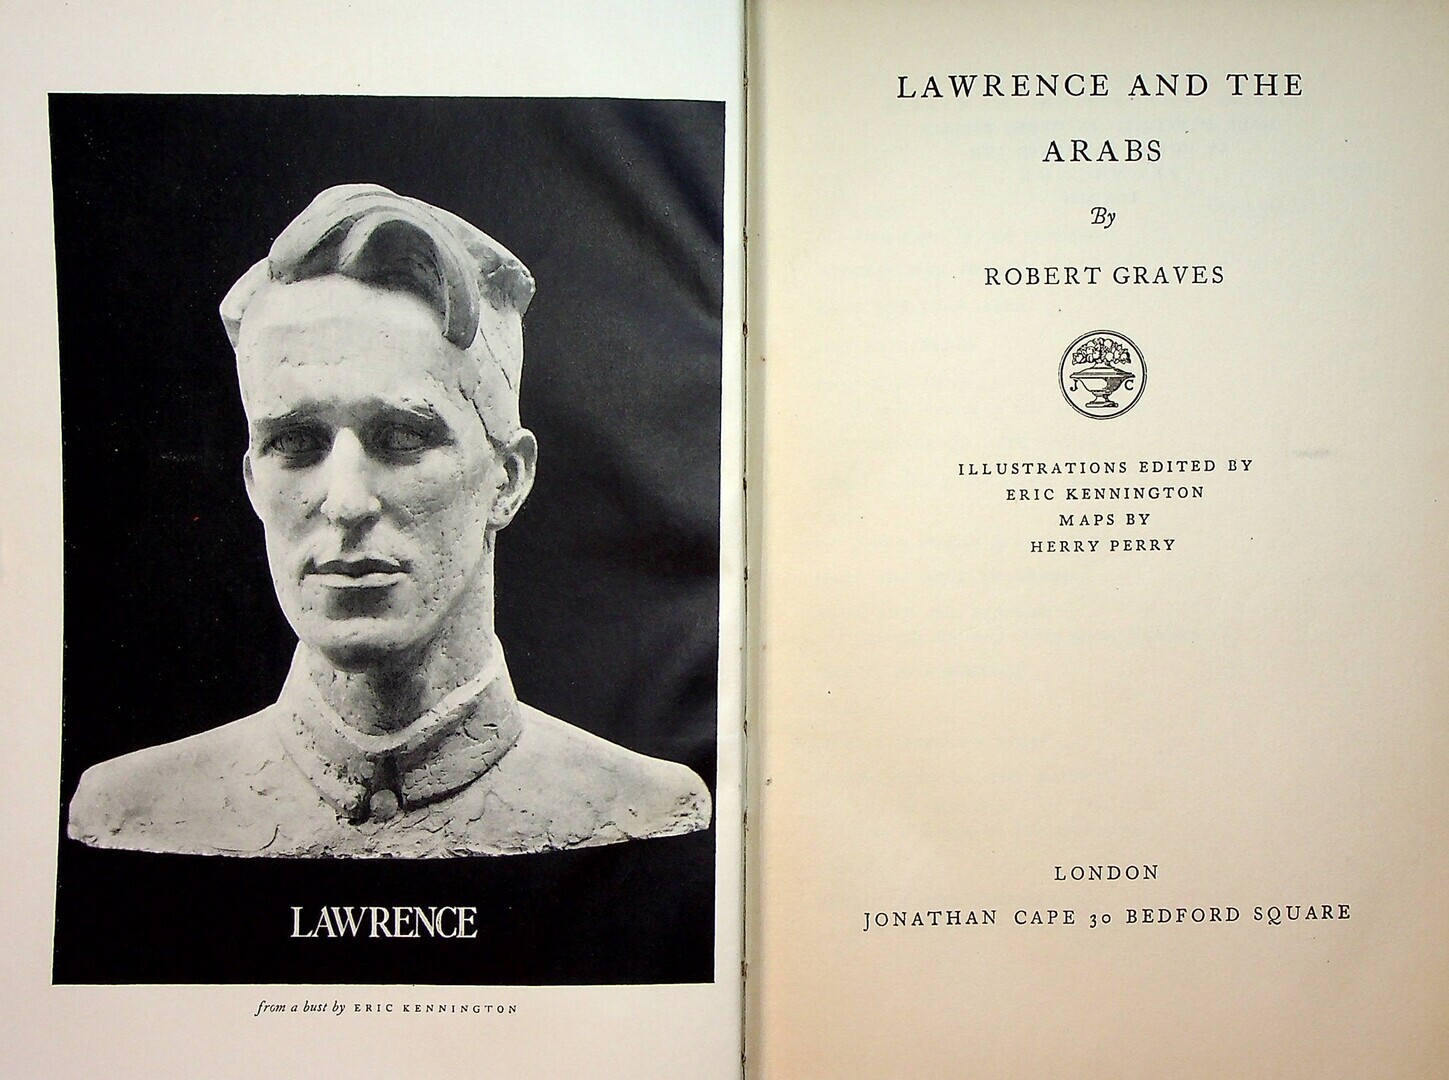 LAWRENCE
from a bust by ERIC KENNINGTON
LAWRENCE AND THE
ARABS
By
ROBERT GRAVES
J C
ILLUSTRATIONS EDITED BY
ERIC KENNINGTON
MAPS BY
HERRY PERRY
LONDON
JONATHAN CAPE 30 BEDFORD SQUARE